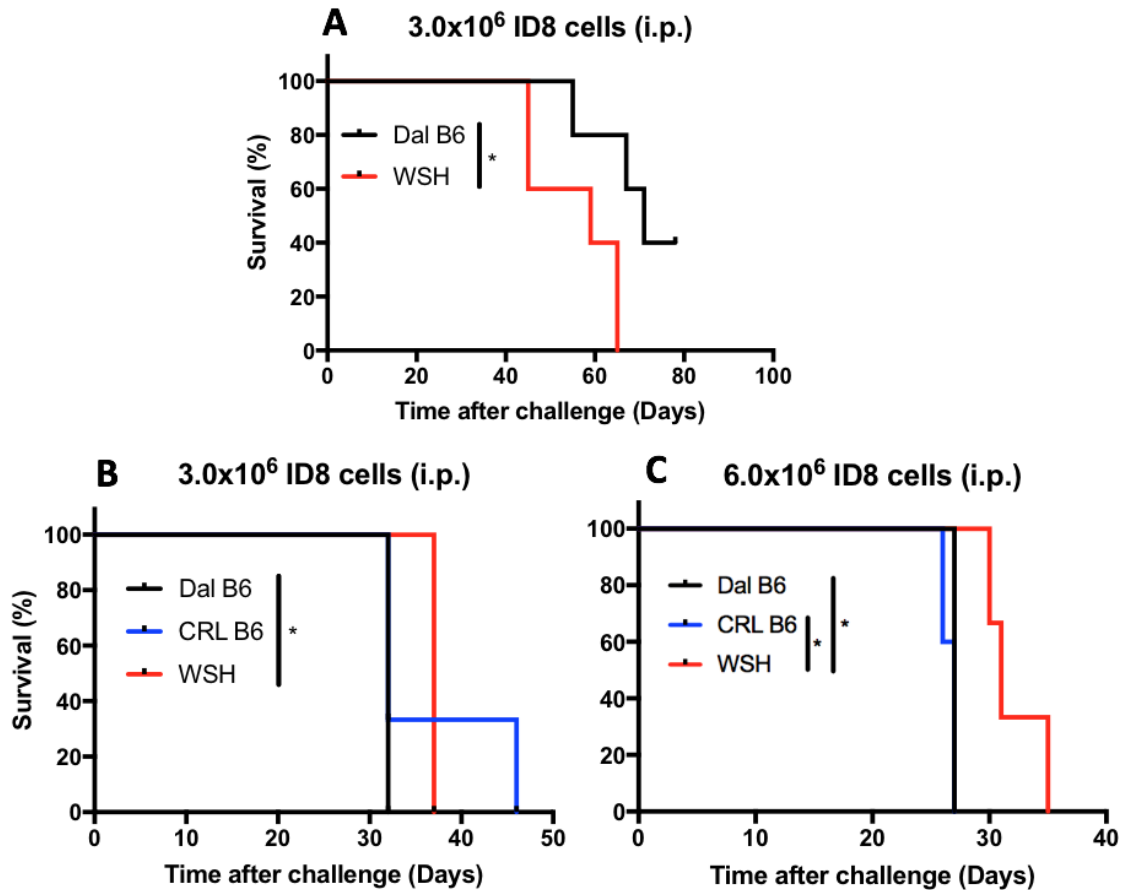 A 3.0x10⁶ ID8 cells (i.p.)
Survival (%)
100
80
60
40
20
0
Dal B6
WSH
*
0 20 40 60 80 100
Time after challenge (Days)
B 3.0x10⁶ ID8 cells (i.p.)
Survival (%)
100
80
60
40
20
0
Dal B6
CRL B6
WSH
*
0 10 20 30 40 50
Time after challenge (Days)
C 6.0x10⁶ ID8 cells (i.p.)
100
80
60
40
20
0
Dal B6
CRL B6
WSH
* *
0 10 20 30 40
Time after challenge (Days)